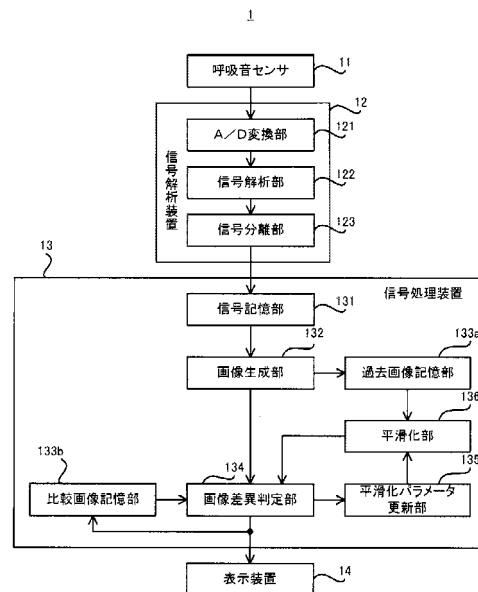 1
呼吸音センサ
11
12
信号解析装置
A/D変換部
121
信号解析部
122
信号分離部
123
13
信号処理装置
信号記憶部
131
132
画像生成部
133a
過去画像記憶部
136
平滑化部
133b
比較画像記憶部
134
画像差異判定部
135
平滑化パラメータ
更新部
表示装置
14